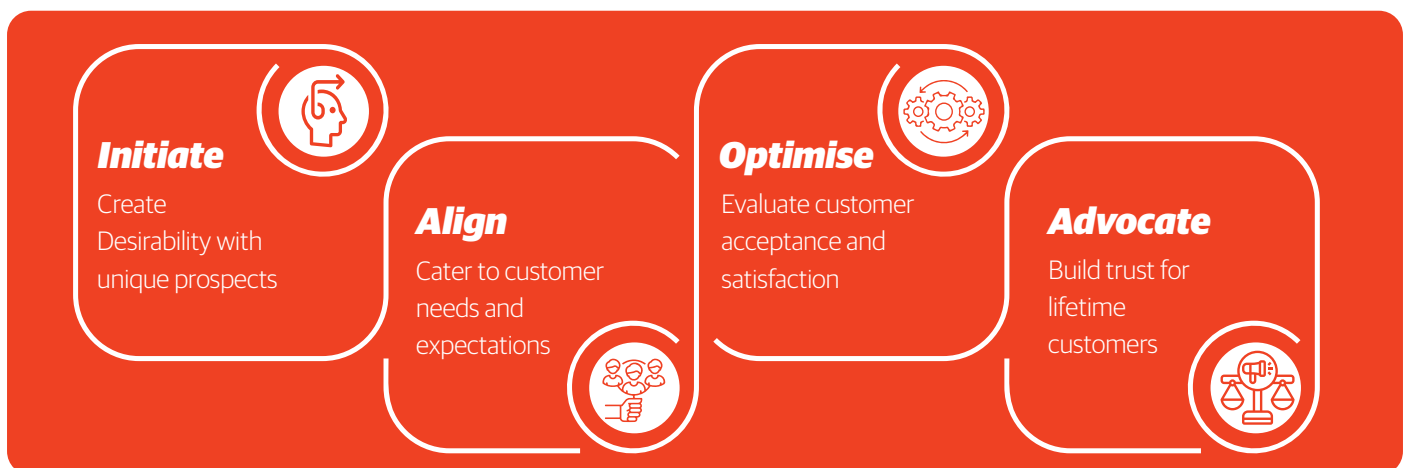 Initiate
Create
Desirability with
unique prospects
Align
Cater to customer
needs and
expectations
Optimise
Evaluate customer
acceptance and
satisfaction
Advocate
Build trust for
lifetime
customers